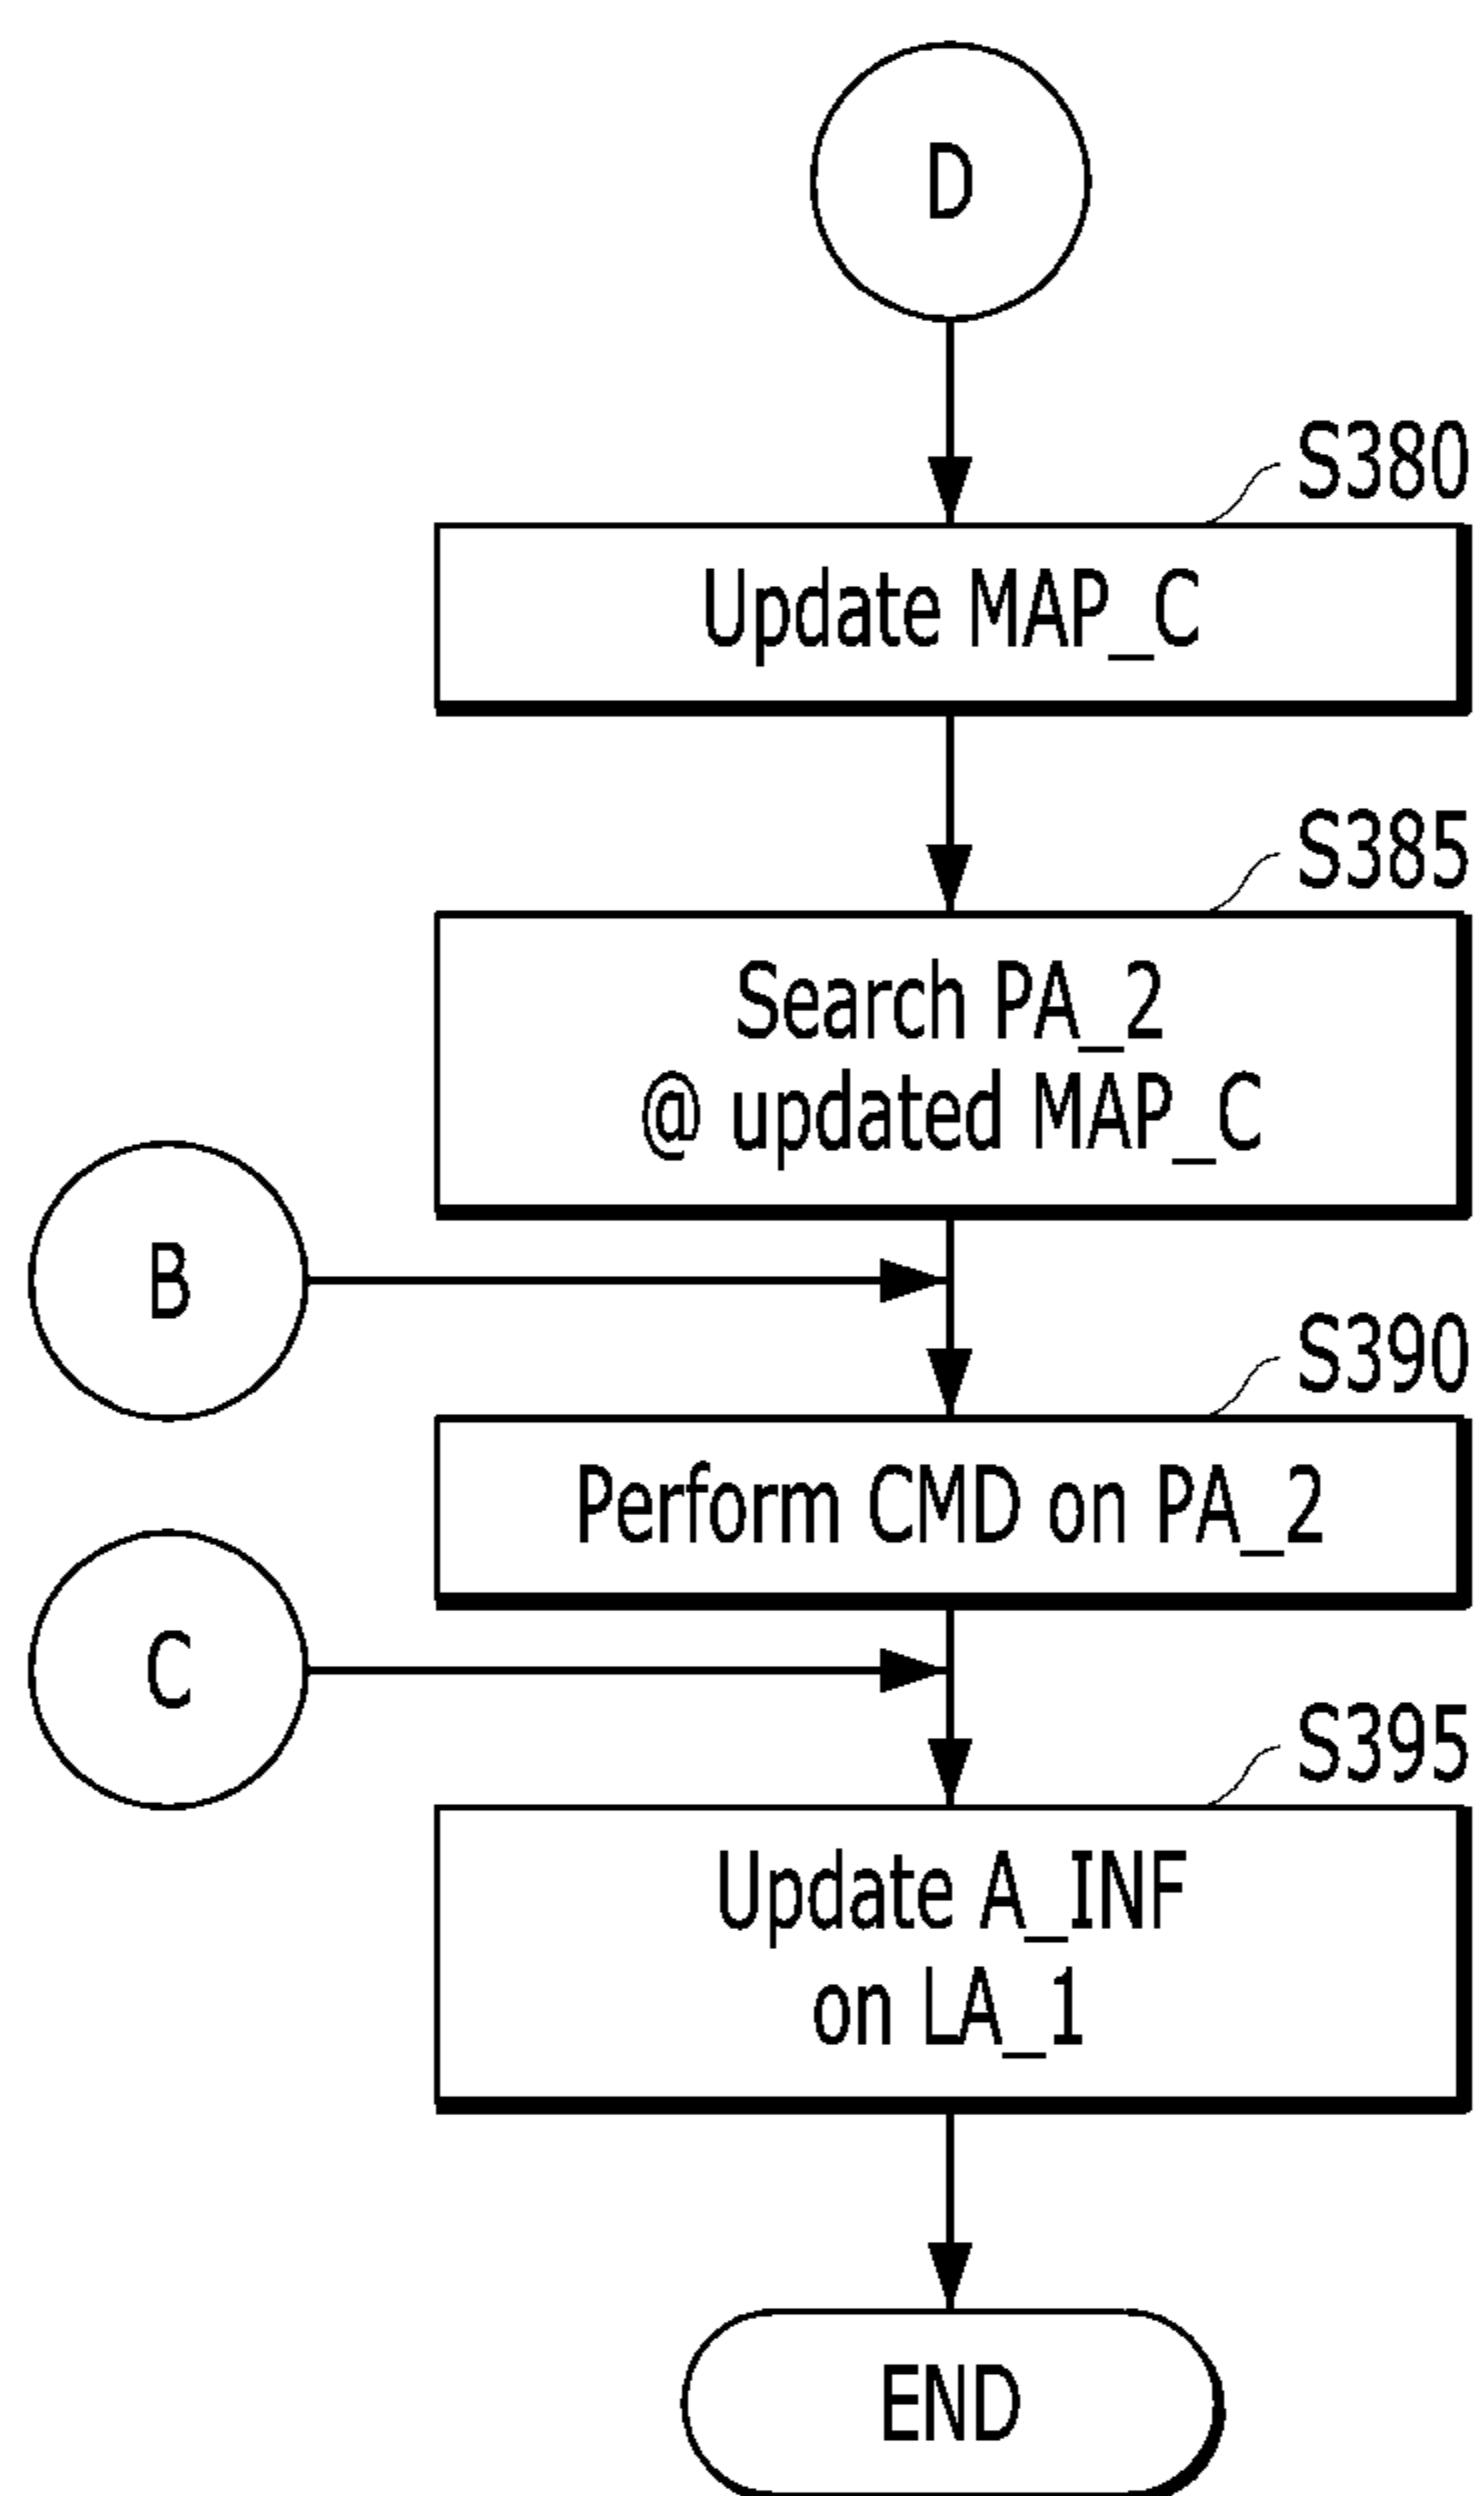 D
S380
Update MAP_C
S385
Search PA_2
@ updated MAP_C
B
S390
Perform CMD on PA_2
C
S395
Update A_INF
on LA_1
END